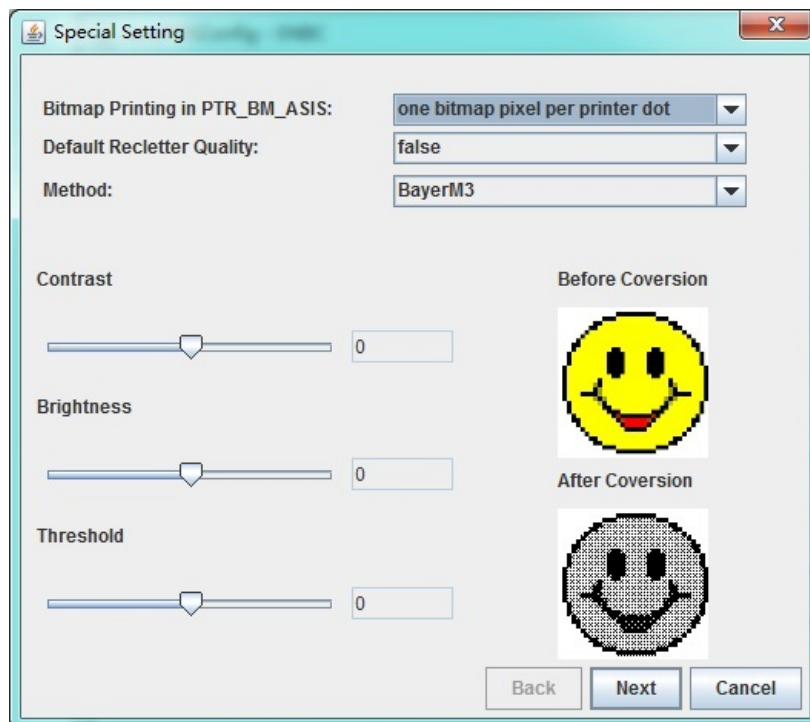 Special Setting
Bitmap Printing in PTR_BM_ASIS: one bitmap pixel per printer dot
Default Recletter Quality: false
Method: BayerM3
Contrast
Before Coversion
0
Brightness
0
After Coversion
Threshold
0
Back Next Cancel